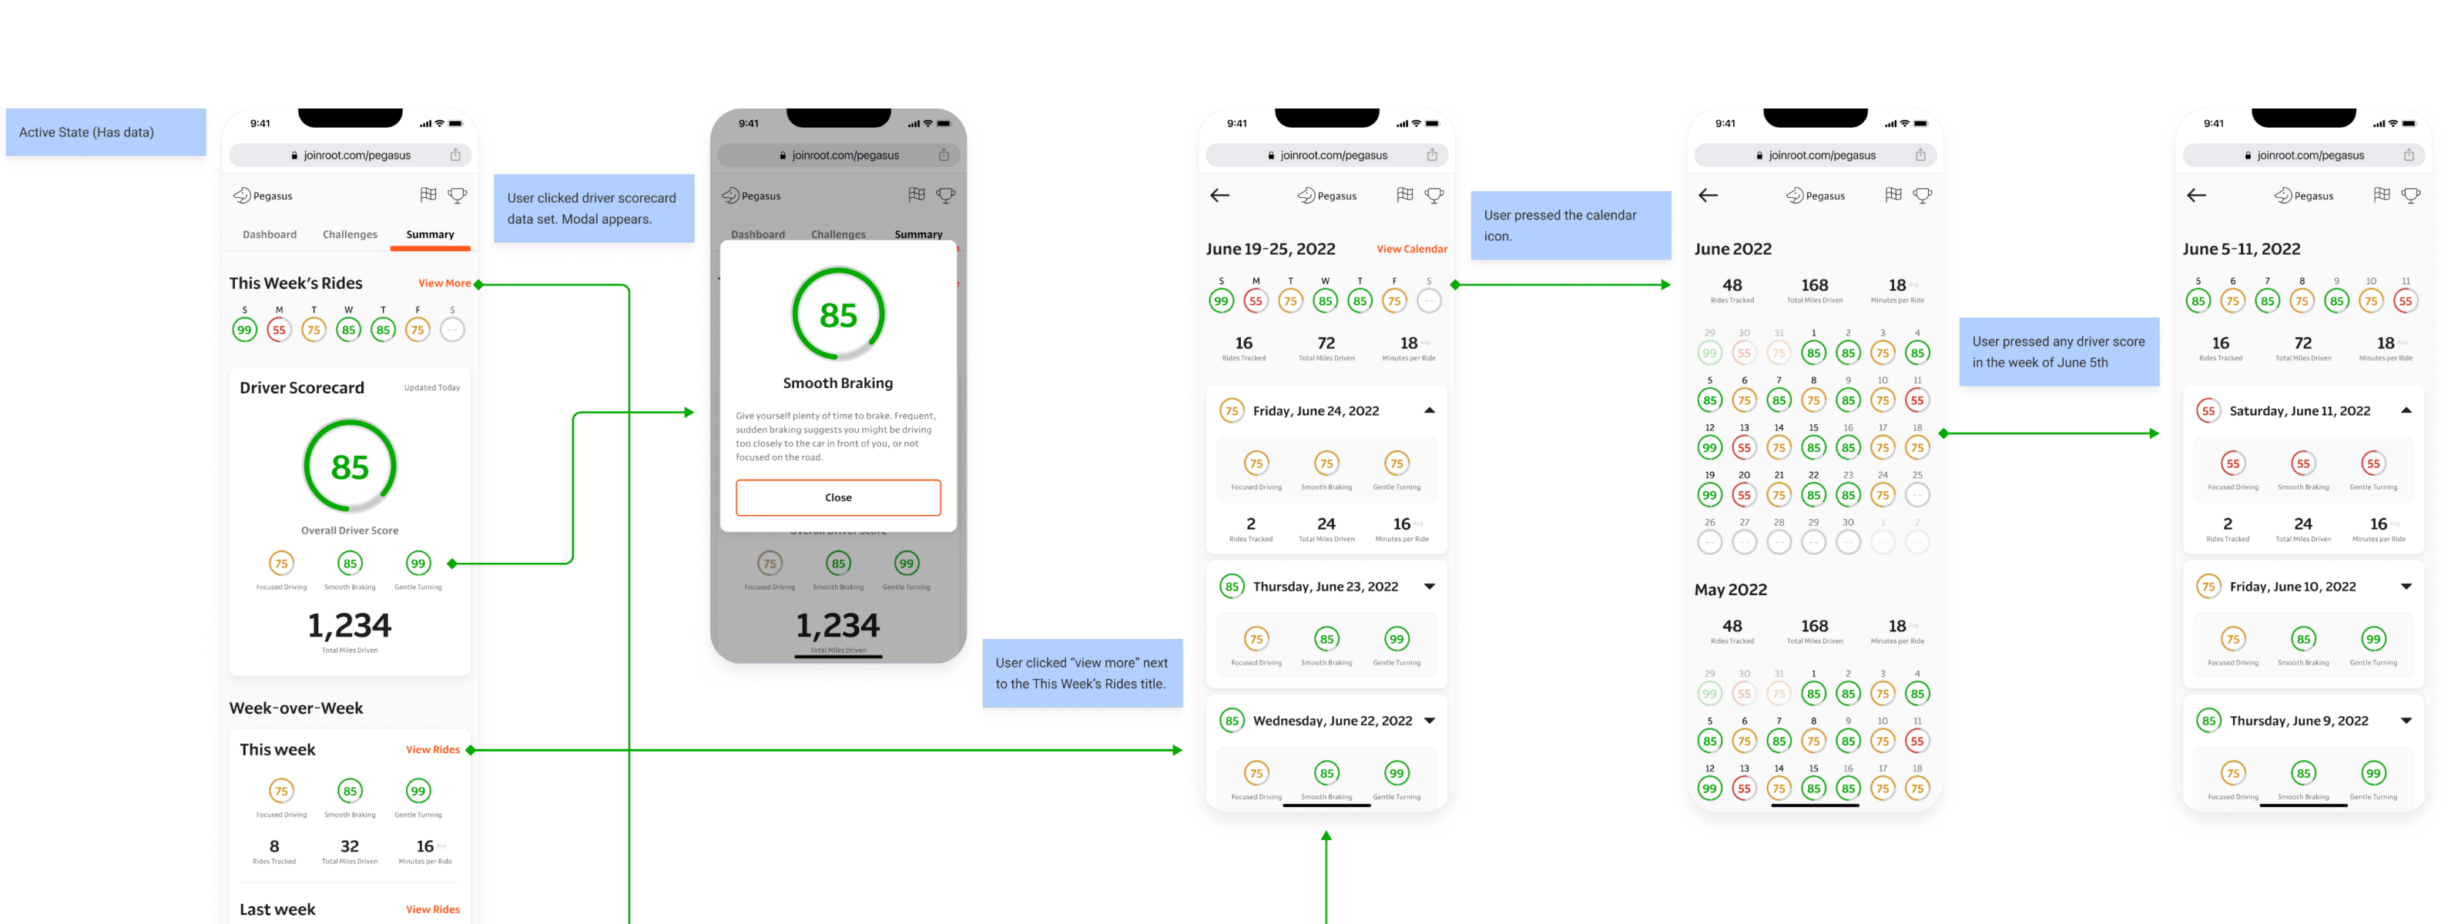 Active State (Has data)
9:41
joinroot.com/pegasus
Pegasus
Dashboard Challenges Summary
This Week's Rides View More
S M T W T F S
99 55 75 85 85 75 --
Driver Scorecard Updated Today
85
Overall Driver Score
75 85 99
Focused Driving Smooth Braking Gentle Turning
1,234
Total Miles Driven
Week-over-Week
This week View Rides
75 85 99
Focused Driving Smooth Braking Gentle Turning
8 32 16 Avg
Rides Tracked Total Miles Driven Minutes per Ride
Last week View Rides
User clicked driver scorecard
data set. Modal appears.
9:41
joinroot.com/pegasus
Pegasus
Dashboard Challenges Summary
85
Smooth Braking
Give yourself plenty of time to brake. Frequent,
sudden braking suggests you might be driving
too closely to the car in front of you, or not
focused on the road.
Close
Overall Driver Score
75 85 99
Focused Driving Smooth Braking Gentle Turning
1,234
Total Miles Driven
User clicked “view more” next
to the This Week’s Rides title.
9:41
joinroot.com/pegasus
Pegasus
June 19-25, 2022 View Calendar
S M T W T F S
99 55 75 85 85 75 --
16 72 18 Avg
Rides Tracked Total Miles Driven Minutes per Ride
75 Friday, June 24, 2022
75 75 75
Focused Driving Smooth Braking Gentle Turning
2 24 16 Avg
Rides Tracked Total Miles Driven Minutes per Ride
85 Thursday, June 23, 2022
75 85 99
Focused Driving Smooth Braking Gentle Turning
85 Wednesday, June 22, 2022
75 85 99
Focused Driving Smooth Braking Gentle Turning
User pressed the calendar
icon.
9:41
joinroot.com/pegasus
Pegasus
June 2022
48 168 18 Avg
Rides Tracked Total Miles Driven Minutes per Ride
29 30 31 1 2 3 4
99 55 75 85 85 75 85
5 6 7 8 9 10 11
85 75 85 75 85 75 55
12 13 14 15 16 17 18
99 55 75 85 85 75 75
19 20 21 22 23 24 25
99 55 75 85 85 75 --
26 27 28 29 30 1 2
-- -- -- -- -- -- --
May 2022
48 168 18 Avg
Rides Tracked Total Miles Driven Minutes per Ride
29 30 31 1 2 3 4
99 55 75 85 85 75 85
5 6 7 8 9 10 11
85 75 85 75 85 75 55
12 13 14 15 16 17 18
99 55 75 85 85 75 75
User pressed any driver score
in the week of June 5th
9:41
joinroot.com/pegasus
Pegasus
June 5-11, 2022
5 6 7 8 9 10 11
85 75 85 75 85 75 55
16 72 18 Avg
Rides Tracked Total Miles Driven Minutes per Ride
55 Saturday, June 11, 2022
55 55 55
Focused Driving Smooth Braking Gentle Turning
2 24 16 Avg
Rides Tracked Total Miles Driven Minutes per Ride
75 Friday, June 10, 2022
75 85 99
Focused Driving Smooth Braking Gentle Turning
85 Thursday, June 9, 2022
75 85 99
Focused Driving Smooth Braking Gentle Turning